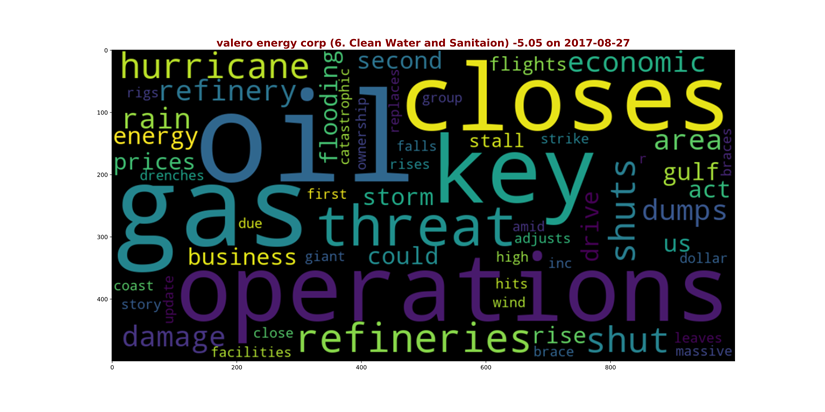 valero energy corp (6. Clean Water and Sanitaion) -5.05 on 2017-08-27
0
100
200
300
400
0 200 400 600 800
hurricane
second
flights
economic
rigs
refinery
flooding
catastrophic
ownership
replaces
group
closes
rain
oil
energy
falls
stall
strike
area
braces
prices
drenches
rises
key
r
gulf
act
gas
first
storm
shuts
dumps
due
threat
amid
adjusts
drive
us
business
giant
could
high
inc
dollar
coast
operations
hits
story
update
wind
damage
close
refineries
rise
shut
leaves
facilities
brace
massive